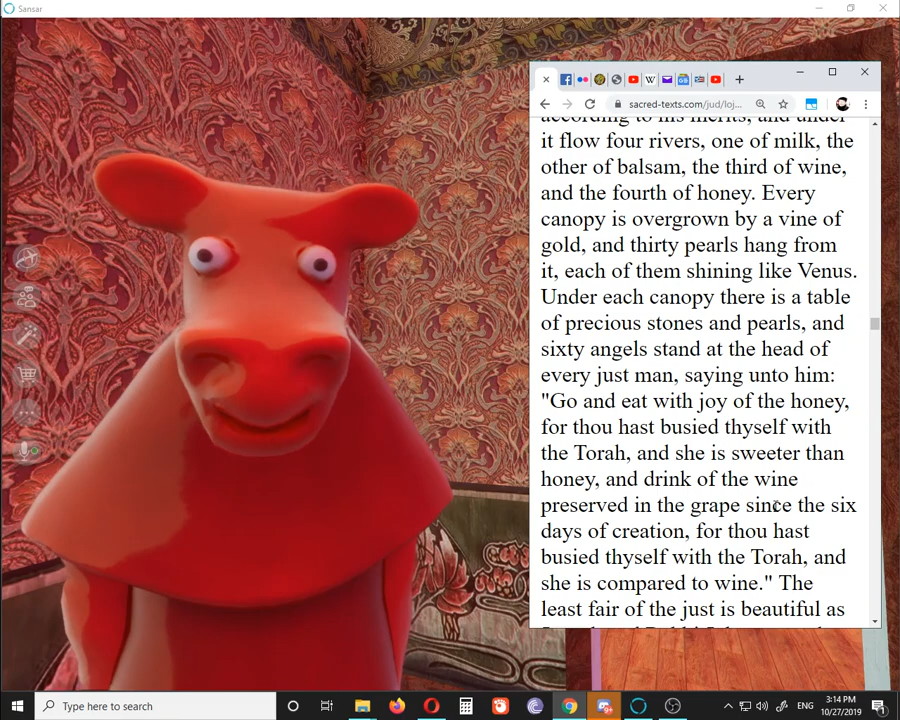 Sansar
sacred-texts.com/jud/loj...
according to his merits, and under
it flow four rivers, one of milk, the
other of balsam, the third of wine,
and the fourth of honey. Every
canopy is overgrown by a vine of
gold, and thirty pearls hang from
it, each of them shining like Venus.
Under each canopy there is a table
of precious stones and pearls, and
sixty angels stand at the head of
every just man, saying unto him:
"Go and eat with joy of the honey,
for thou hast busied thyself with
the Torah, and she is sweeter than
honey, and drink of the wine
preserved in the grape since the six
days of creation, for thou hast
busied thyself with the Torah, and
she is compared to wine." The
least fair of the just is beautiful as
Type here to search
ENG
3:14 PM
10/27/2019